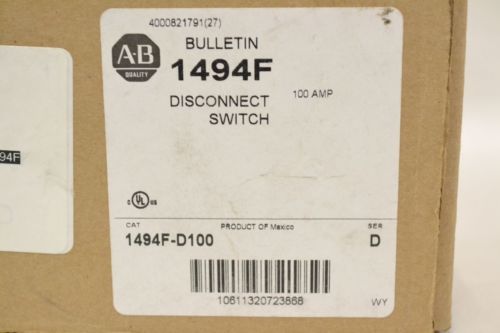 4000821791(27)
A-B
QUALITY
BULLETIN
1494F
DISCONNECT
SWITCH
100 AMP
94F
C UL US
CAT
PRODUCT OF Mexico
SER
1494F-D100
D
10611320723868
WY